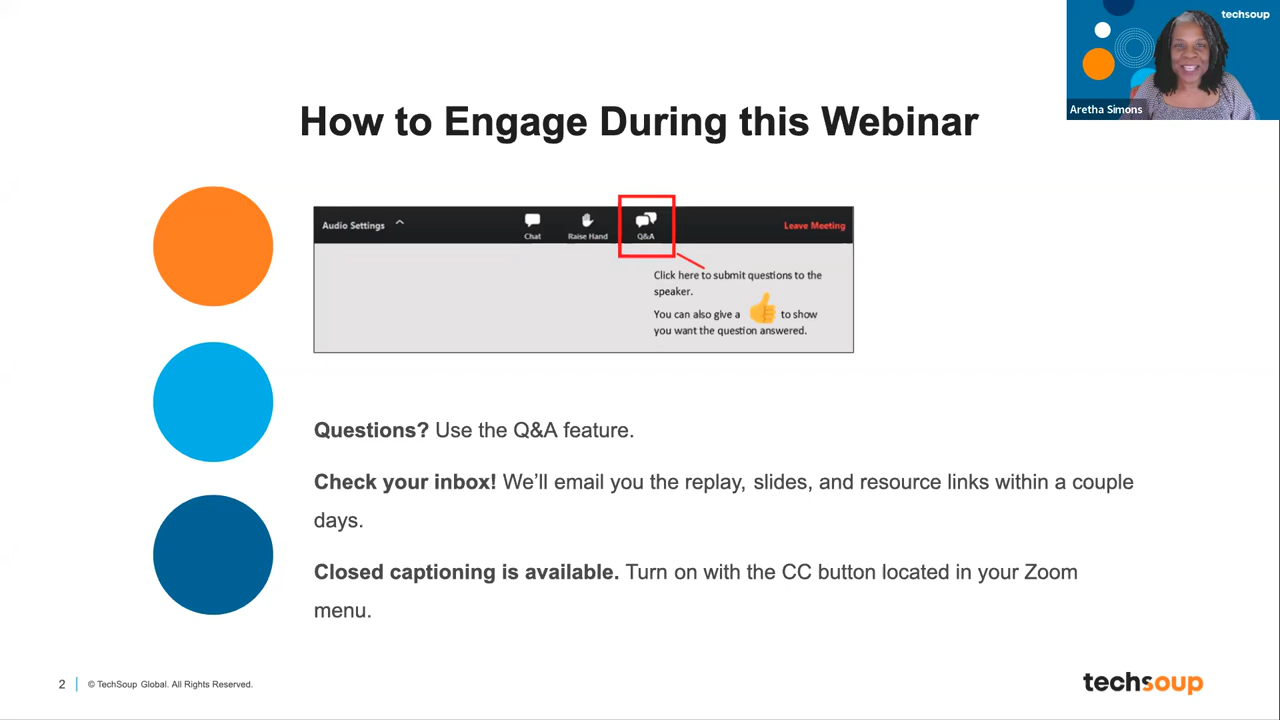 techsoup
Aretha Simons
How to Engage During this Webinar
Audio Settings
Chat
Raise Hand
Q&A
Leave Meeting
Click here to submit questions to the
speaker.
You can also give a to show
you want the question answered.
Questions? Use the Q&A feature.
Check your inbox! We’ll email you the replay, slides, and resource links within a couple
days.
Closed captioning is available. Turn on with the CC button located in your Zoom
menu.
2
© TechSoup Global. All Rights Reserved.
techsoup